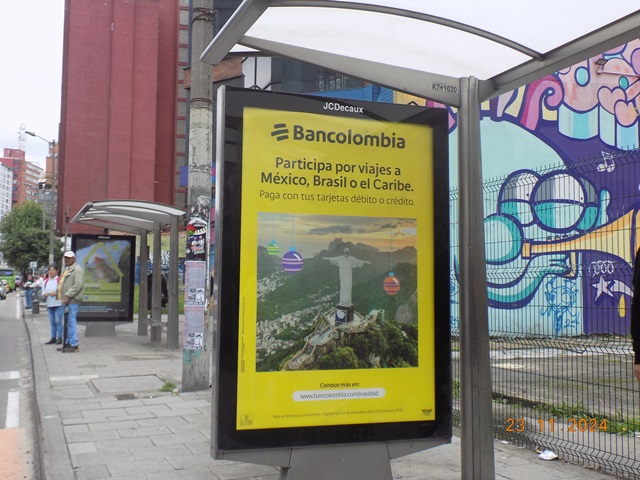 JCDecaux
K7+1030
Bancolombia
Participa por viajes a
México, Brasil o el Caribe.
Paga con tus tarjetas débito o crédito.
Conoce más en:
www.bancolombia.com/navidad
23 11 2024